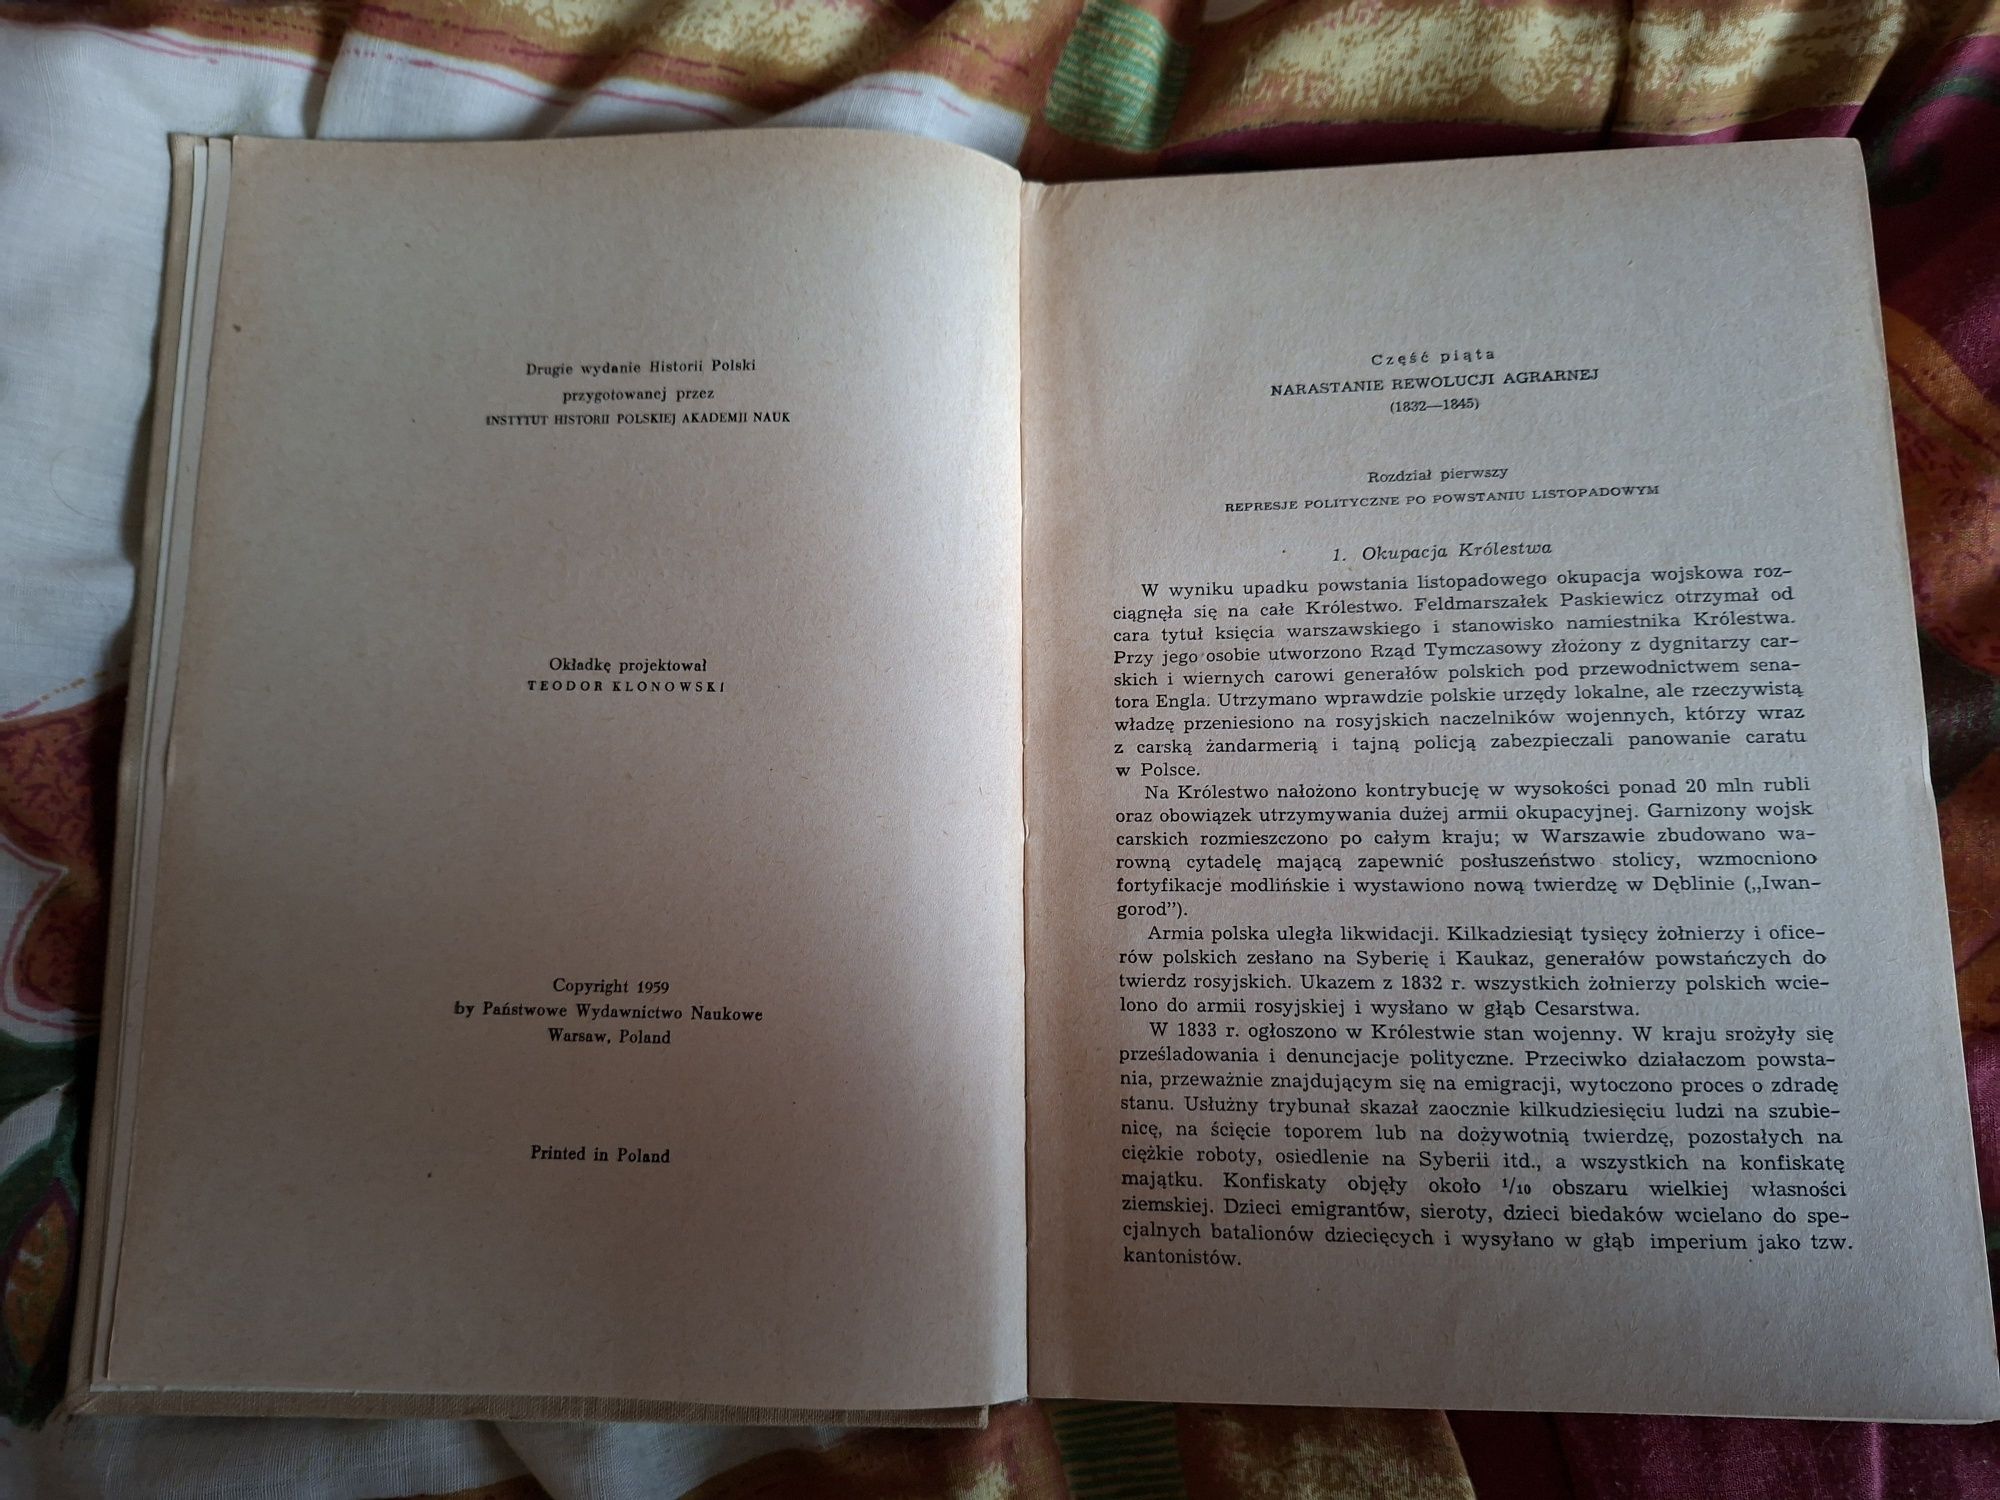 Drugie wydanie Historii Polski
przygotowanej przez
INSTYTUT HISTORII POLSKIEJ AKADEMII NAUK
Okładkę projektował
TEODOR KLONOWSKI
Copyright 1959
by Państwowe Wydawnictwo Naukowe
Warsaw, Poland
Printed in Poland
Część piąta
NARASTANIE REWOLUCJI AGRARNEJ
(1832—1845)
Rozdział pierwszy
REPRESJE POLITYCZNE PO POWSTANIU LISTOPADOWYM
1. Okupacja Królestwa
W wyniku upadku powstania listopadowego okupacja wojskowa roz-
ciągnęła się na całe Królestwo. Feldmarszałek Paskiewicz otrzymał od
cara tytuł księcia warszawskiego i stanowisko namiestnika Królestwa.
Przy jego osobie utworzono Rząd Tymczasowy złożony z dygnitarzy car-
skich i wiernych carowi generałów polskich pod przewodnictwem sena-
tora Engla. Utrzymano wprawdzie polskie urzędy lokalne, ale rzeczywistą
władzę przeniesiono na rosyjskich naczelników wojennych, którzy wraz
z carską żandarmerią i tajną policją zabezpieczali panowanie caratu
w Polsce.
Na Królestwo nałożono kontrybucję w wysokości ponad 20 mln rubli
oraz obowiązek utrzymywania dużej armii okupacyjnej. Garnizony wojsk
carskich rozmieszczono po całym kraju; w Warszawie zbudowano wa-
rowną cytadelę mającą zapewnić posłuszeństwo stolicy, wzmocniono
fortyfikacje modlińskie i wystawiono nową twierdzę w Dęblinie („Iwan-
gorod”).
Armia polska uległa likwidacji. Kilkadziesiąt tysięcy żołnierzy i ofice-
rów polskich zesłano na Syberię i Kaukaz, generałów powstańczych do
twierdz rosyjskich. Ukazem z 1832 r. wszystkich żołnierzy polskich wcie-
lono do armii rosyjskiej i wysłano w głąb Cesarstwa.
W 1833 r. ogłoszono w Królestwie stan wojenny. W kraju srożyły się
prześladowania i denuncjacje polityczne. Przeciwko działaczom powsta-
nia, przeważnie znajdującym się na emigracji, wytoczono proces o zdradę
stanu. Usłużny trybunał skazał zaocznie kilkudziesięciu ludzi na szubie-
nicę, na ścięcie toporem lub na dożywotnią twierdzę, pozostałych na
ciężkie roboty, osiedlenie na Syberii itd., a wszystkich na konfiskatę
majątku. Konfiskaty objęły około 1/10 obszaru wielkiej własności
ziemskiej. Dzieci emigrantów, sieroty, dzieci biedaków wcielano do spe-
cjalnych batalionów dziecięcych i wysyłano w głąb imperium jako tzw.
kantonistów.